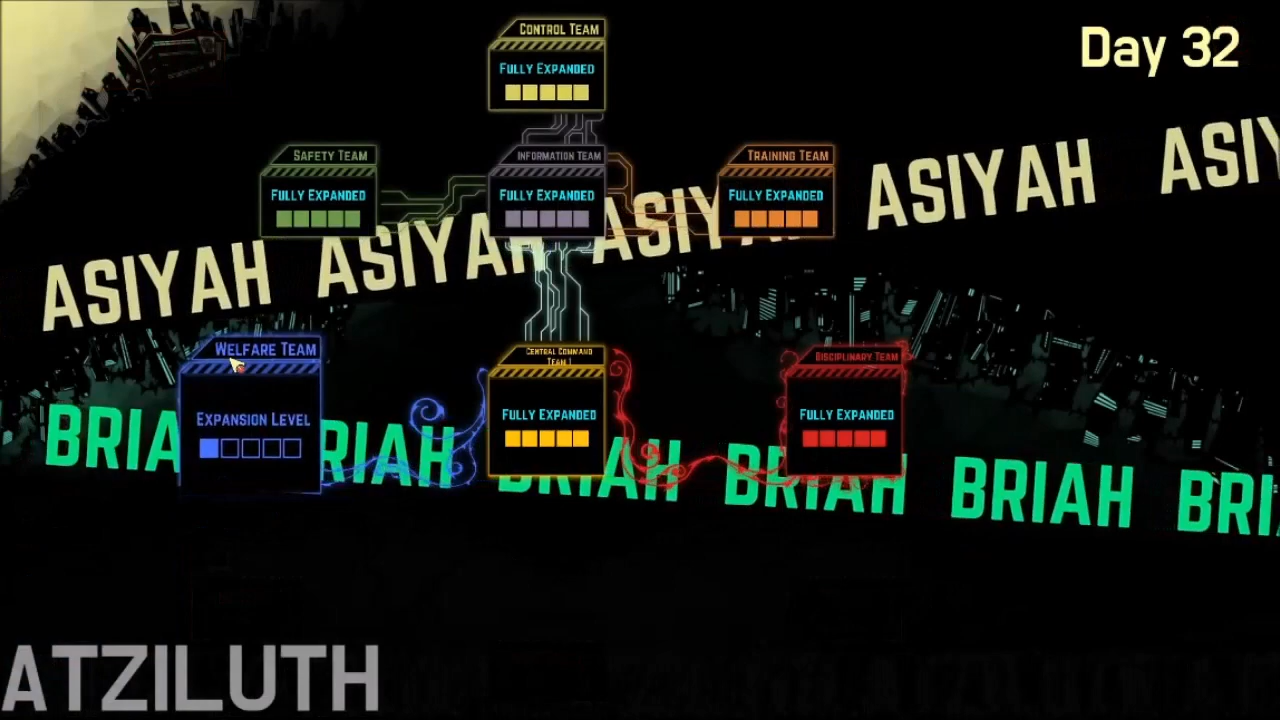 CONTROL TEAM
FULLY EXPANDED
Day 32
SAFETY TEAM
FULLY EXPANDED
INFORMATION TEAM
FULLY EXPANDED
TRAINING TEAM
FULLY EXPANDED
ASIYAH ASIYAH ASIYAH ASIYAH ASIY
WELFARE TEAM
EXPANSION LEVEL
CENTRAL COMMAND
TEAM 1
FULLY EXPANDED
DISCIPLINARY TEAM
FULLY EXPANDED
BRIAH BRIAH BRIAH BRIAH BRIAH BRI
ATZILUTH